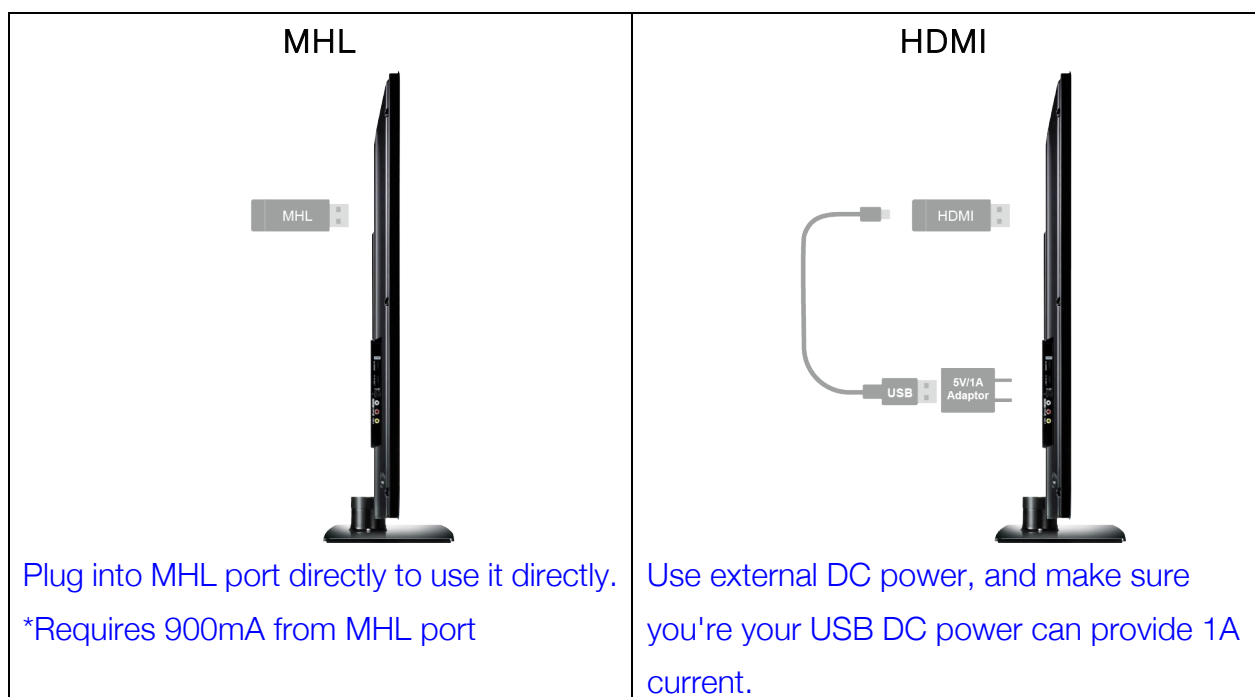 MHL
MHL
Plug into MHL port directly to use it directly.
*Requires 900mA from MHL port
HDMI
HDMI
USB
5V/1A
Adaptor
Use external DC power, and make sure
you're your USB DC power can provide 1A
current.